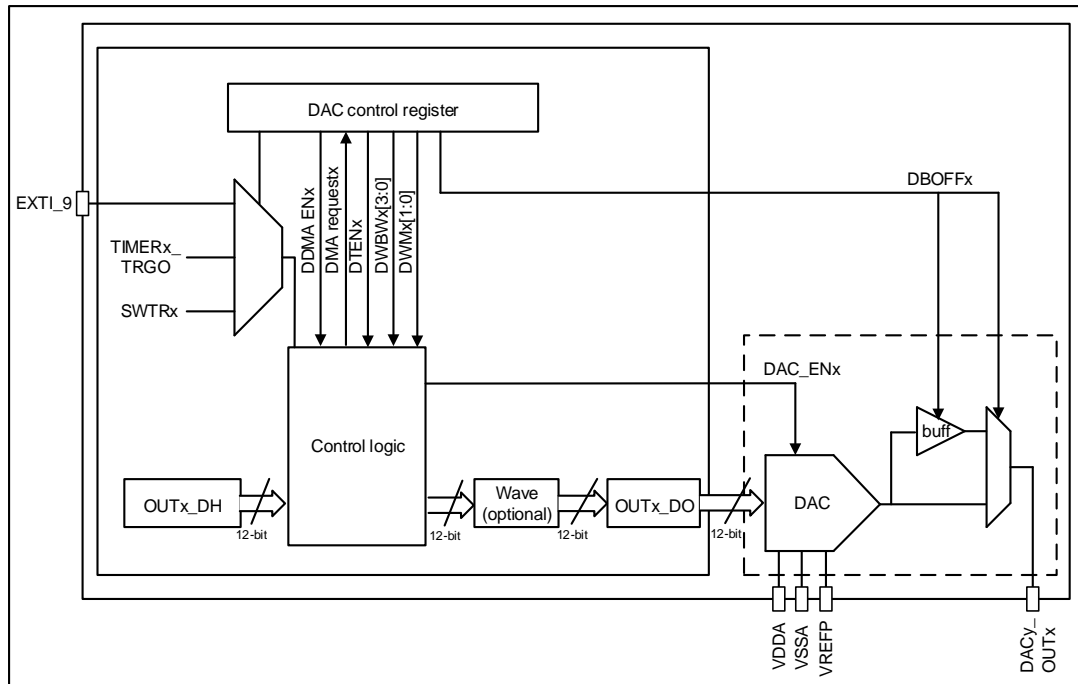 DAC control register
EXTI_9
TIMERx_
TRGO
SWTRx
DDMA ENx
DMA requestx
DTENx
DWBWx[3:0]
DWMx[1:0]
DBOFFx
DAC_ENx
Control logic
buff
OUTx_DH
12-bit
12-bit
Wave
(optional)
12-bit
OUTx_DO
12-bit
DAC
VDDA
VSSA
VREFP
DACy_
OUTx